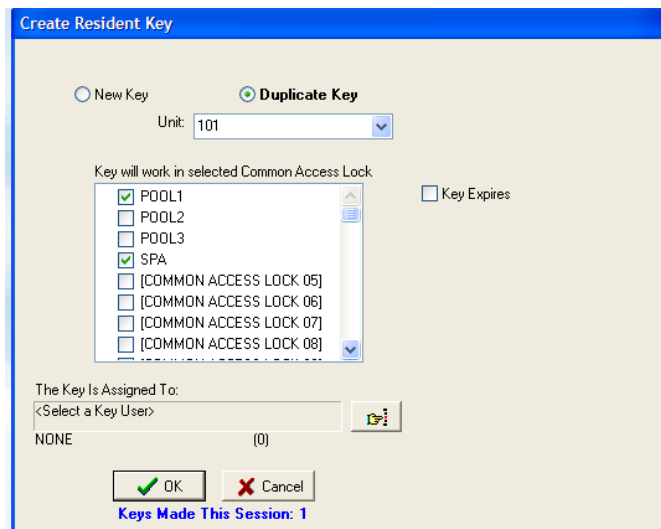 Create Resident Key
New Key Duplicate Key
Unit: 101
Key will work in selected Common Access Lock
POOL1
Key Expires
POOL2
POOL3
SPA
[COMMON ACCESS LOCK 05]
[COMMON ACCESS LOCK 06]
[COMMON ACCESS LOCK 07]
[COMMON ACCESS LOCK 08]
The Key Is Assigned To:
<Select a Key User>
NONE (0)
OK Cancel
Keys Made This Session: 1